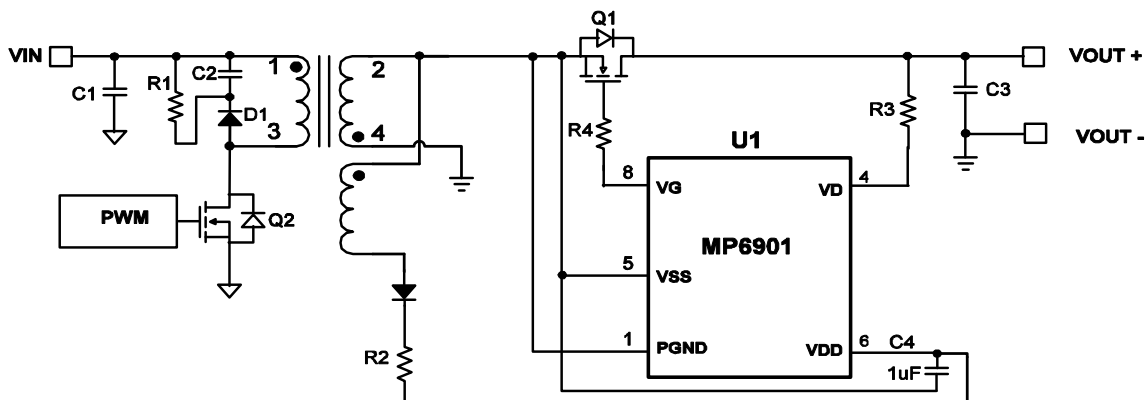 Q1
VIN
VOUT +
1
2
C2
R1
C1
D1
C3
R3
R4
3
4
VOUT -
U1
8
VG
4
VD
PWM
Q2
MP6901
5
VSS
1
PGND
6
VDD
C4
1uF
R2